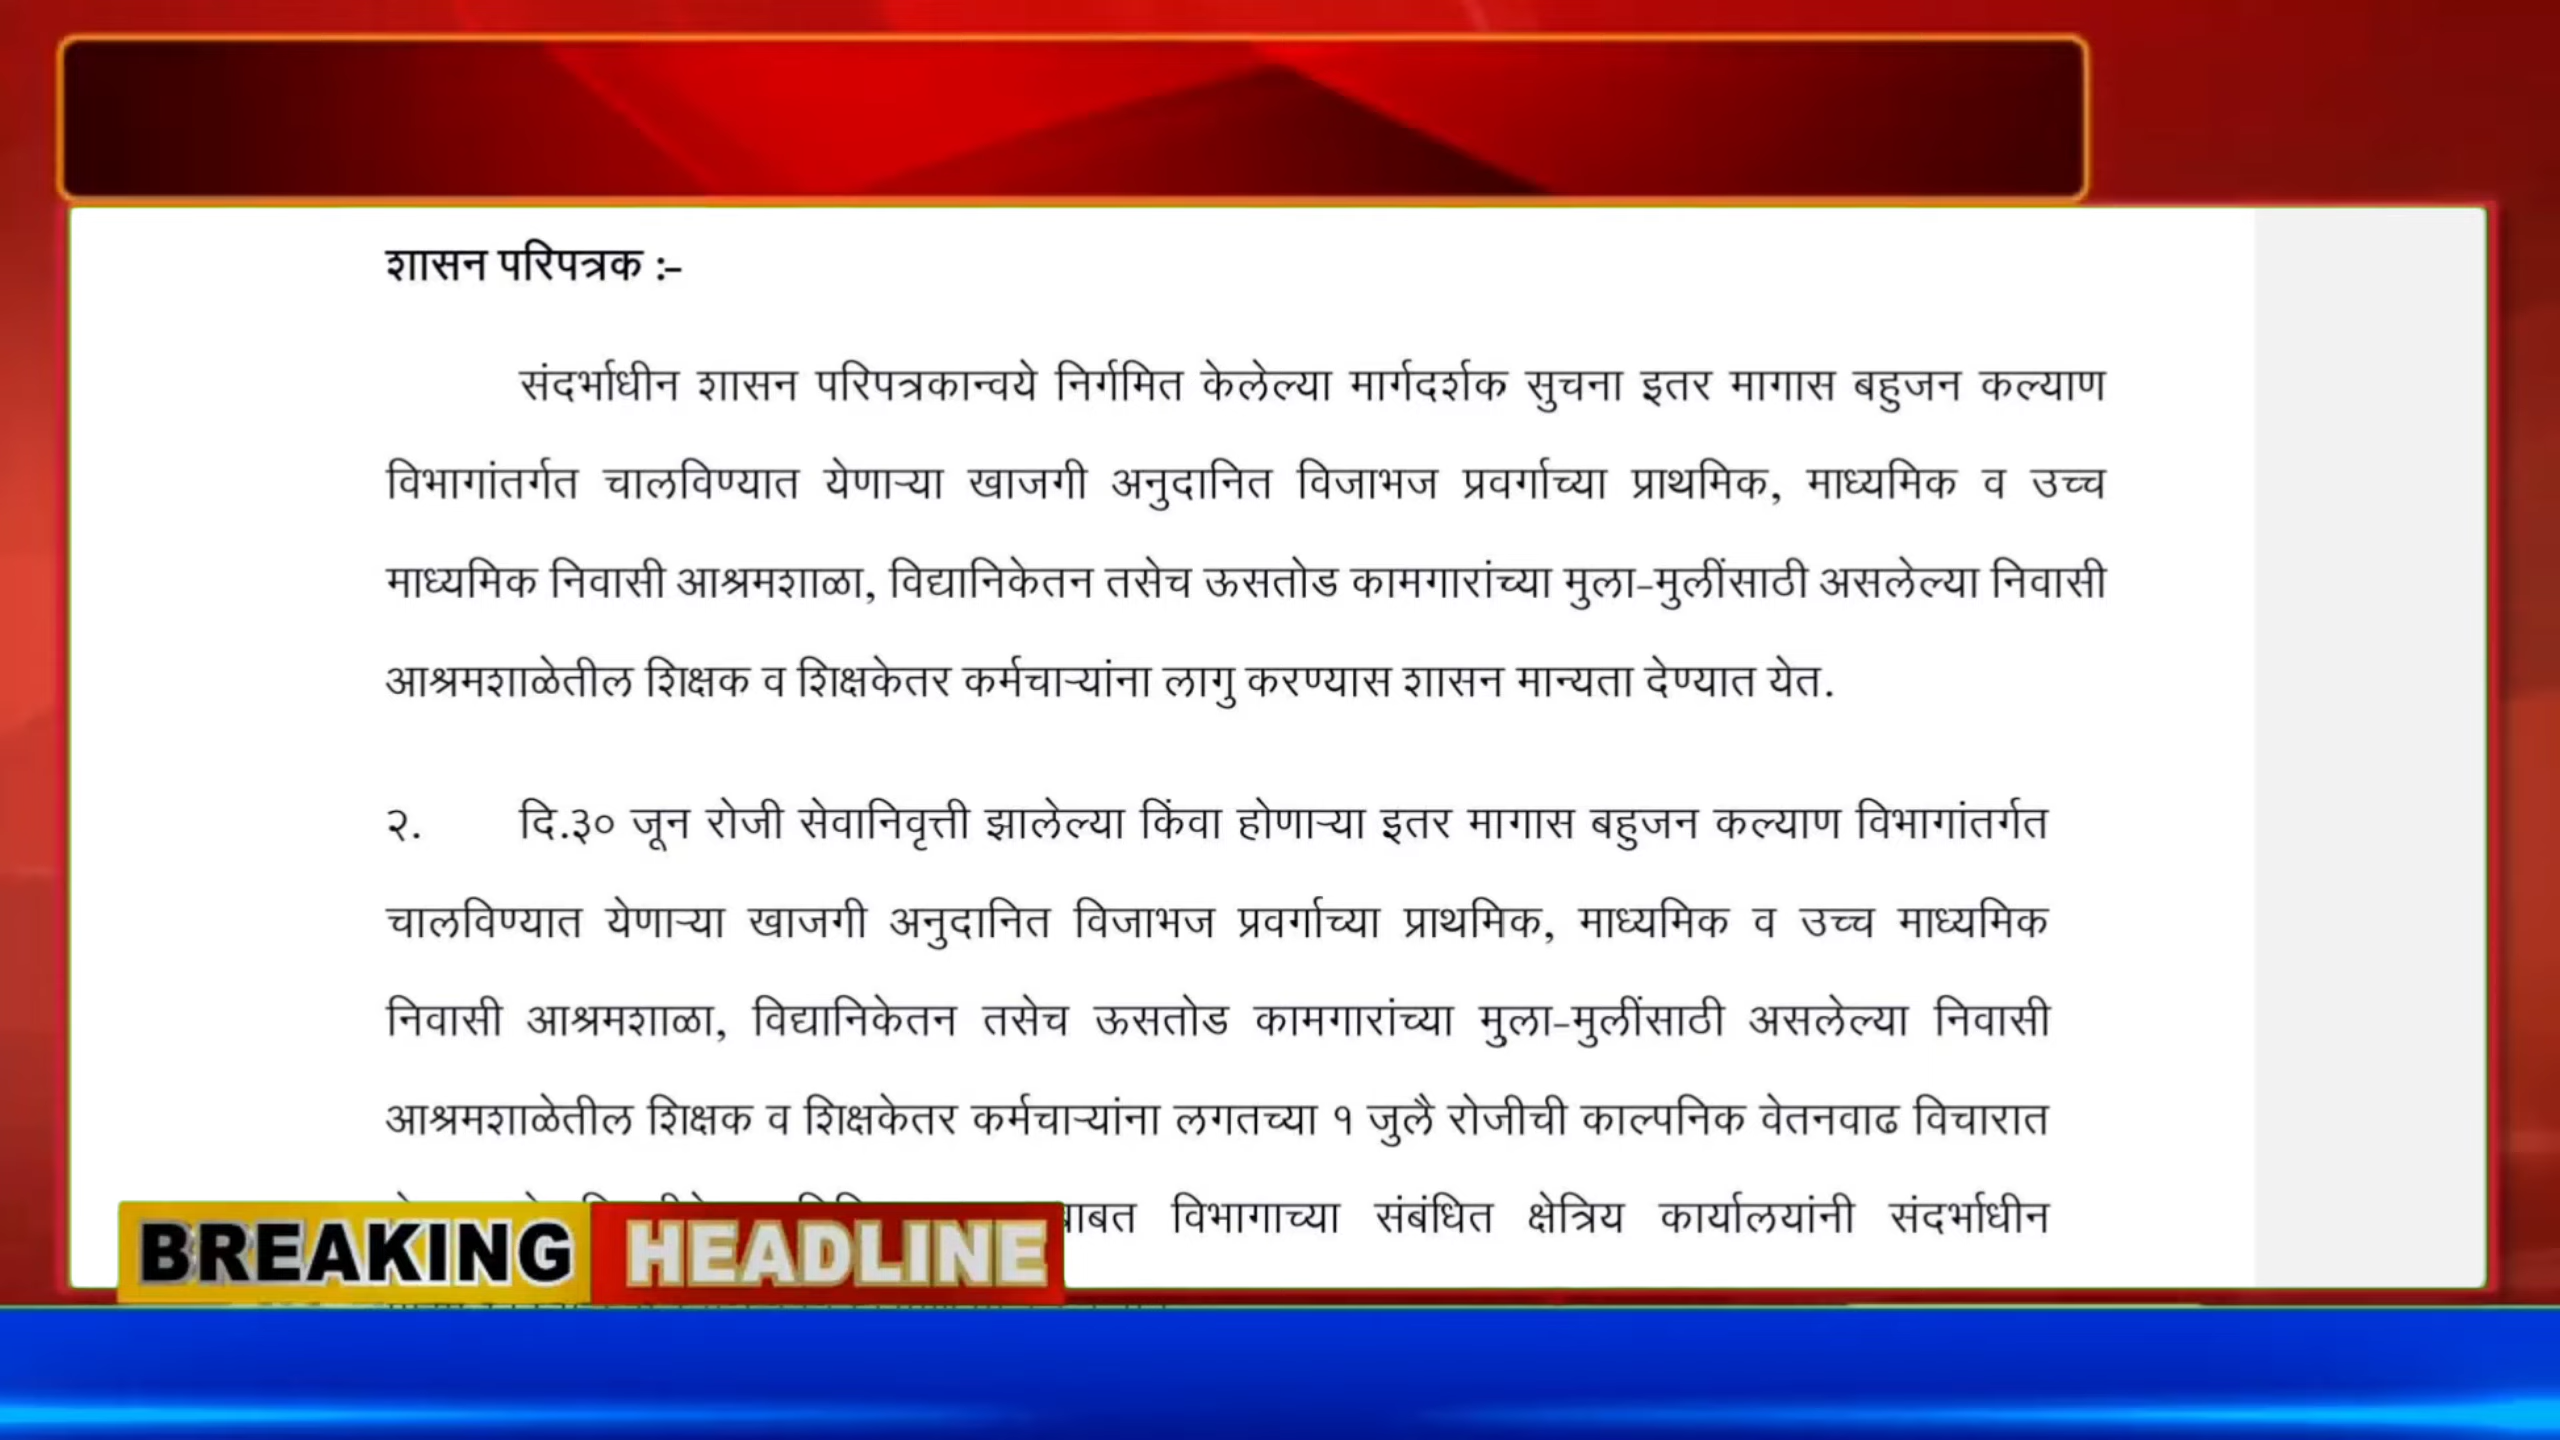 शासन परिपत्रक :-
संदर्भाधीन शासन परिपत्रकान्वये निर्गमित केलेल्या मार्गदर्शक सुचना इतर मागास बहुजन कल्याण
विभागांतर्गत चालविण्यात येणाऱ्या खाजगी अनुदानित विजाभज प्रवर्गाच्या प्राथमिक, माध्यमिक व उच्च
माध्यमिक निवासी आश्रमशाळा, विद्यानिकेतन तसेच ऊसतोड कामगारांच्या मुला-मुलींसाठी असलेल्या निवासी
आश्रमशाळेतील शिक्षक व शिक्षकेतर कर्मचाऱ्यांना लागु करण्यास शासन मान्यता देण्यात येत.
२. दि.३० जून रोजी सेवानिवृत्ती झालेल्या किंवा होणाऱ्या इतर मागास बहुजन कल्याण विभागांतर्गत
चालविण्यात येणाऱ्या खाजगी अनुदानित विजाभज प्रवर्गाच्या प्राथमिक, माध्यमिक व उच्च माध्यमिक
निवासी आश्रमशाळा, विद्यानिकेतन तसेच ऊसतोड कामगारांच्या मुला-मुलींसाठी असलेल्या निवासी
आश्रमशाळेतील शिक्षक व शिक्षकेतर कर्मचाऱ्यांना लगतच्या १ जुलै रोजीची काल्पनिक वेतनवाढ विचारात
विभागाच्या संबंधित क्षेत्रिय कार्यालयांनी संदर्भाधीन
BREAKING HEADLINE